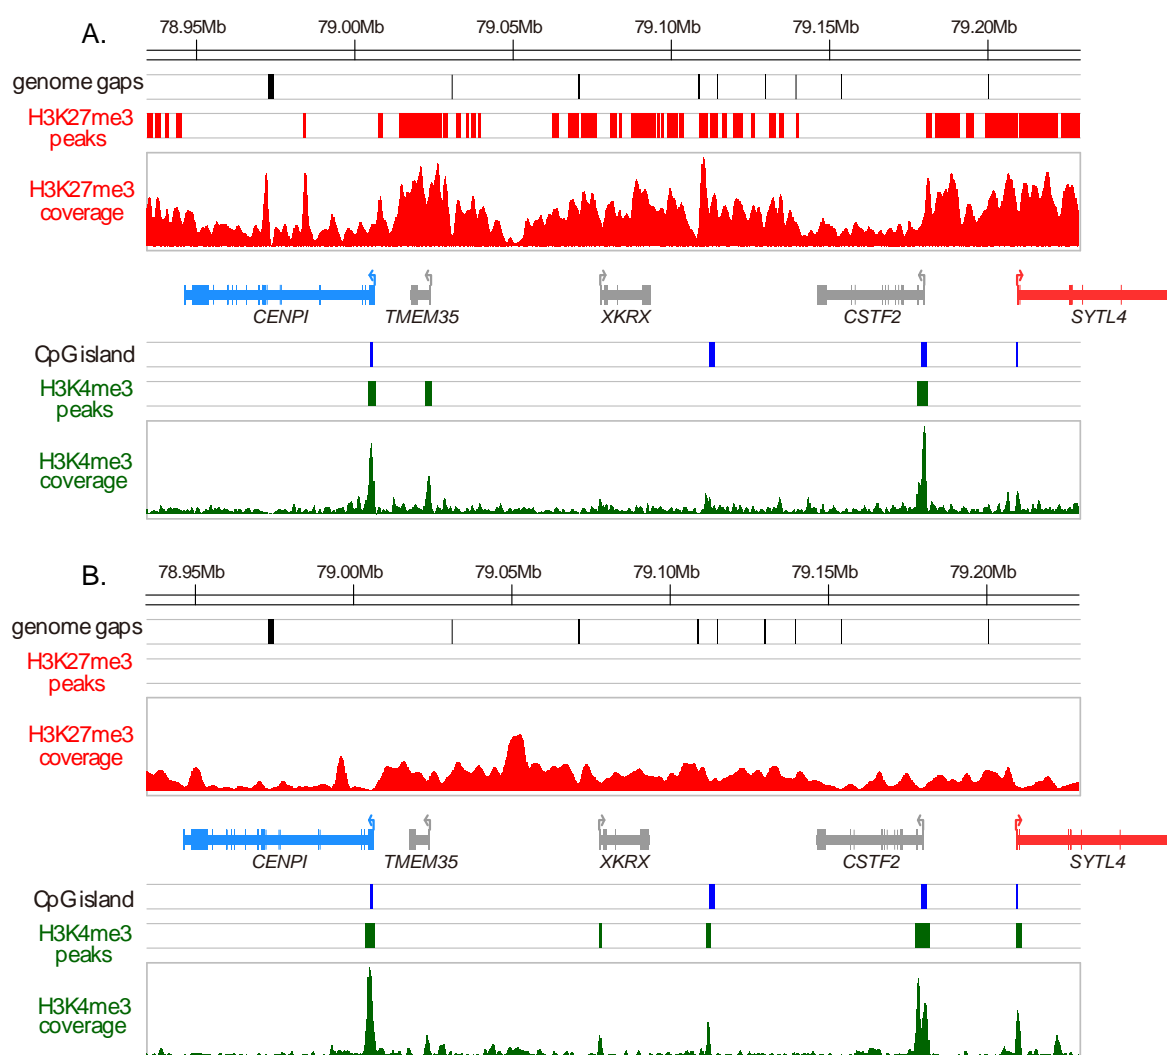 A.
78.95Mb 79.00Mb 79.05Mb 79.10Mb 79.15Mb 79.20Mb
genome gaps
H3K27me3
peaks
H3K27me3
coverage
CENPI TMEM35 XKRX CSTF2 SYTL4
CpG island
H3K4me3
peaks
H3K4me3
coverage
B.
78.95Mb 79.00Mb 79.05Mb 79.10Mb 79.15Mb 79.20Mb
genome gaps
H3K27me3
peaks
H3K27me3
coverage
CENPI TMEM35 XKRX CSTF2 SYTL4
CpG island
H3K4me3
peaks
H3K4me3
coverage